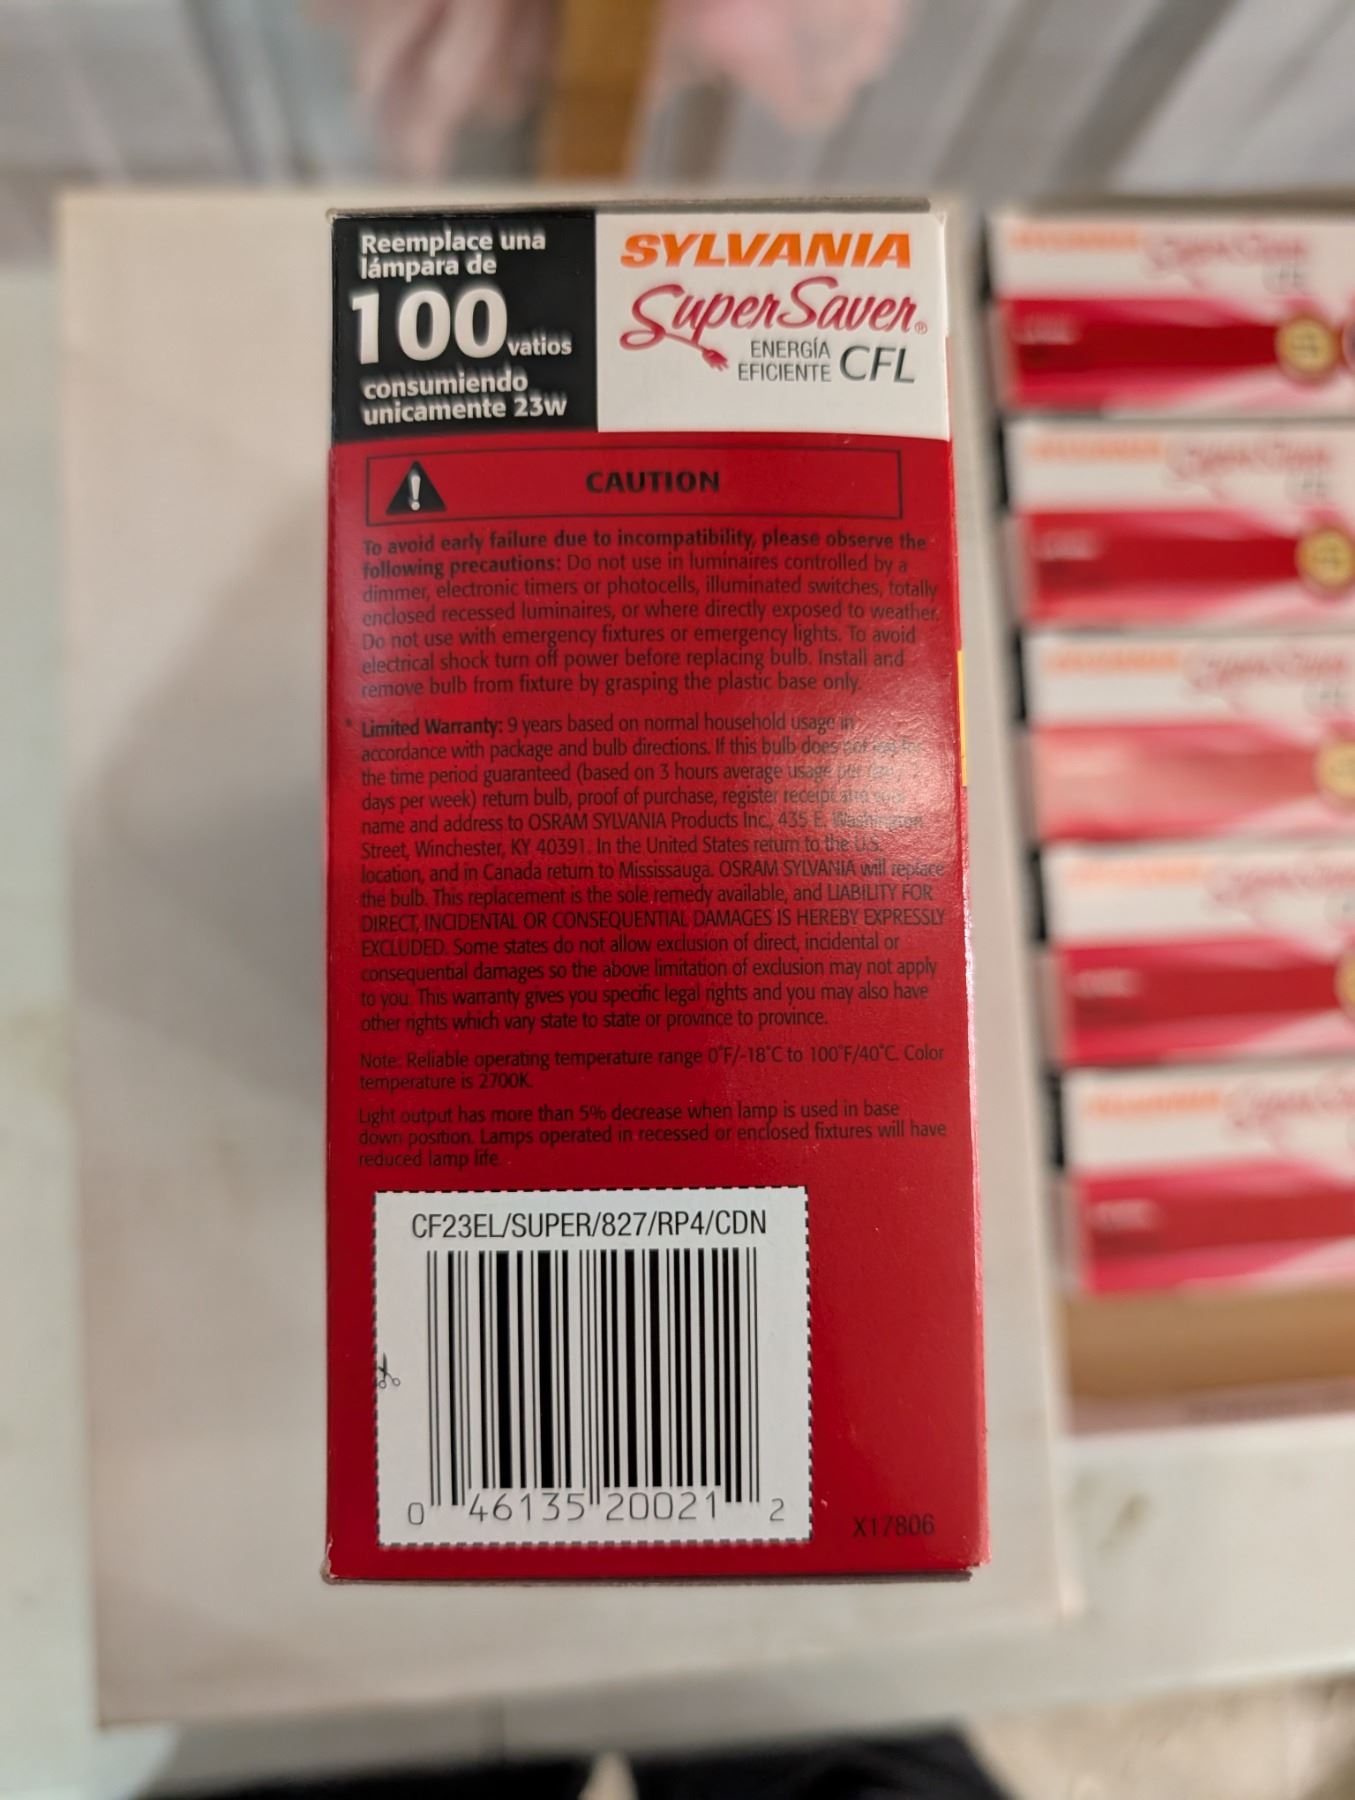 Reemplace una
lámpara de
100 vatios
consumiendo
unicamente 23W
SYLVANIA
SuperSaver®
ENERGÍA
EFICIENTE CFL
CAUTION
To avoid early failure due to incompatibility, please observe the
following precautions: Do not use in luminaires controlled by a
dimmer, electronic timers or photocells, illuminated switches, totally
enclosed recessed luminaires, or where directly exposed to weather.
Do not use with emergency fixtures or emergency lights. To avoid
electrical shock turn off power before replacing bulb. Install and
remove bulb from fixture by grasping the plastic base only.
* Limited Warranty: 9 years based on normal household usage in
accordance with package and bulb directions. If this bulb does not
the time period guaranteed (based on 3 hours average usage per
days per week) return bulb, proof of purchase, register receipt
name and address to OSRAM SYLVANIA Products Inc., 435 E. Washington
Street, Winchester, KY 40391. In the United States return to the U.S.
location, and in Canada return to Mississauga. OSRAM SYLVANIA will replace
the bulb. This replacement is the sole remedy available, and LIABILITY FOR
DIRECT, INCIDENTAL OR CONSEQUENTIAL DAMAGES IS HEREBY EXPRESSLY
EXCLUDED. Some states do not allow exclusion of direct, incidental or
consequential damages so the above limitation of exclusion may not apply
to you. This warranty gives you specific legal rights and you may also have
other rights which vary state to state or province to province.
Note: Reliable operating temperature range 0°F/-18°C to 100°F/40°C. Color
temperature is 2700K.
Light output has more than 5% decrease when lamp is used in base
down position. Lamps operated in recessed or enclosed fixtures will have
reduced lamp life
CF23EL/SUPER/827/RP4/CDN
0 46135 20021 2
X17806